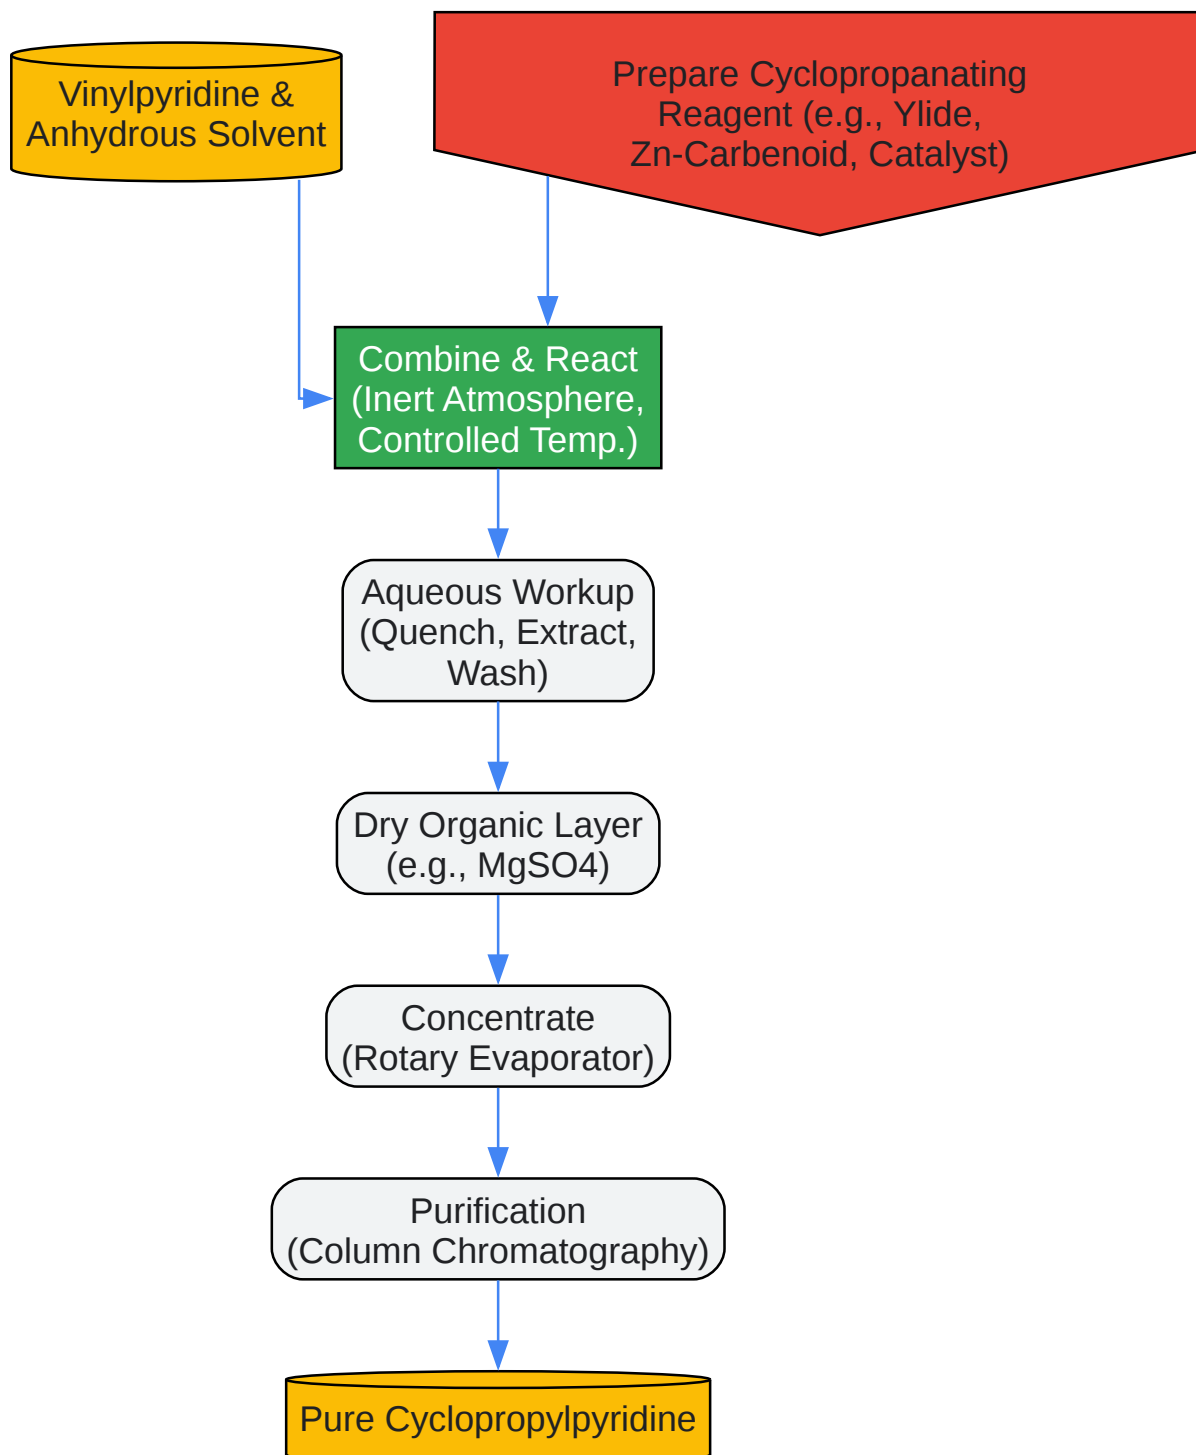 Vinylpyridine &
Anhydrous Solvent
Prepare Cyclopropanating
Reagent (e.g., Ylide,
Zn-Carbenoid, Catalyst)
Combine & React
(Inert Atmosphere,
Controlled Temp.)
Aqueous Workup
(Quench, Extract,
Wash)
Dry Organic Layer
(e.g., MgSO4)
Concentrate
(Rotary Evaporator)
Purification
(Column Chromatography)
Pure Cyclopropylpyridine